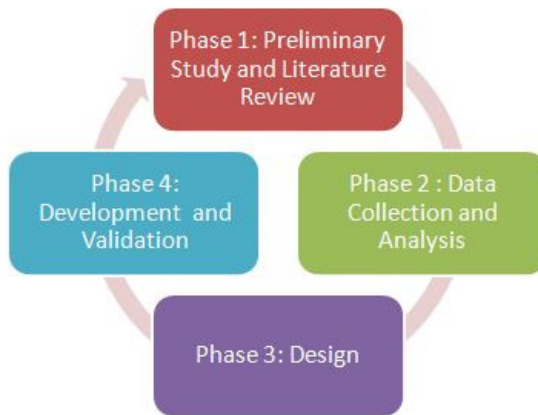 Phase 1: Preliminary
Study and Literature
Review
Phase 2 : Data
Collection and
Analysis
Phase 3: Design
Phase 4:
Development and
Validation